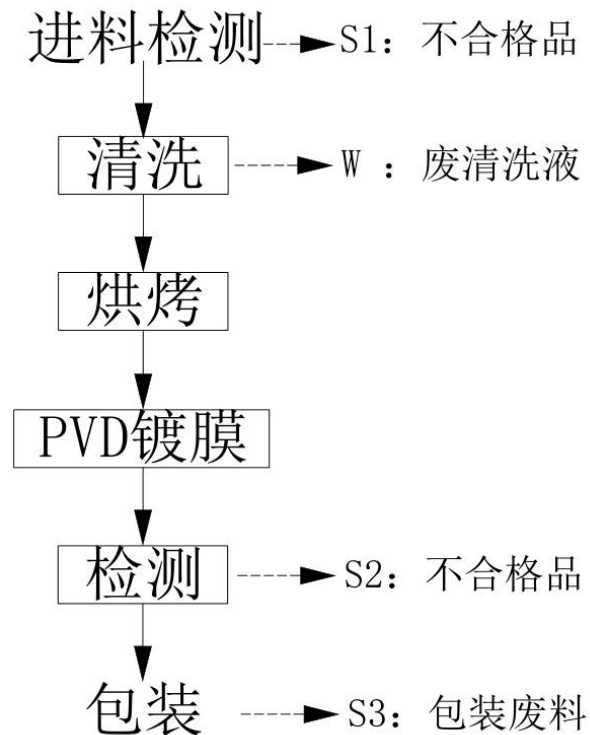 进料检测 S1：不合格品
清洗 W ：废清洗液
烘烤
PVD镀膜
检测 S2：不合格品
包装 S3：包装废料